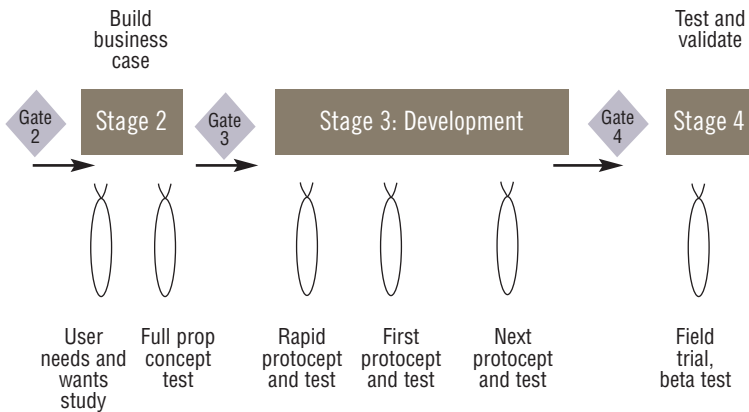 Build
business
case
Test and
validate
Gate
2
Stage 2
Gate
3
Stage 3: Development
Gate
4
Stage 4
User
needs and
wants
study
Full prop
concept
test
Rapid
protocept
and test
First
protocept
and test
Next
protocept
and test
Field
trial,
beta test